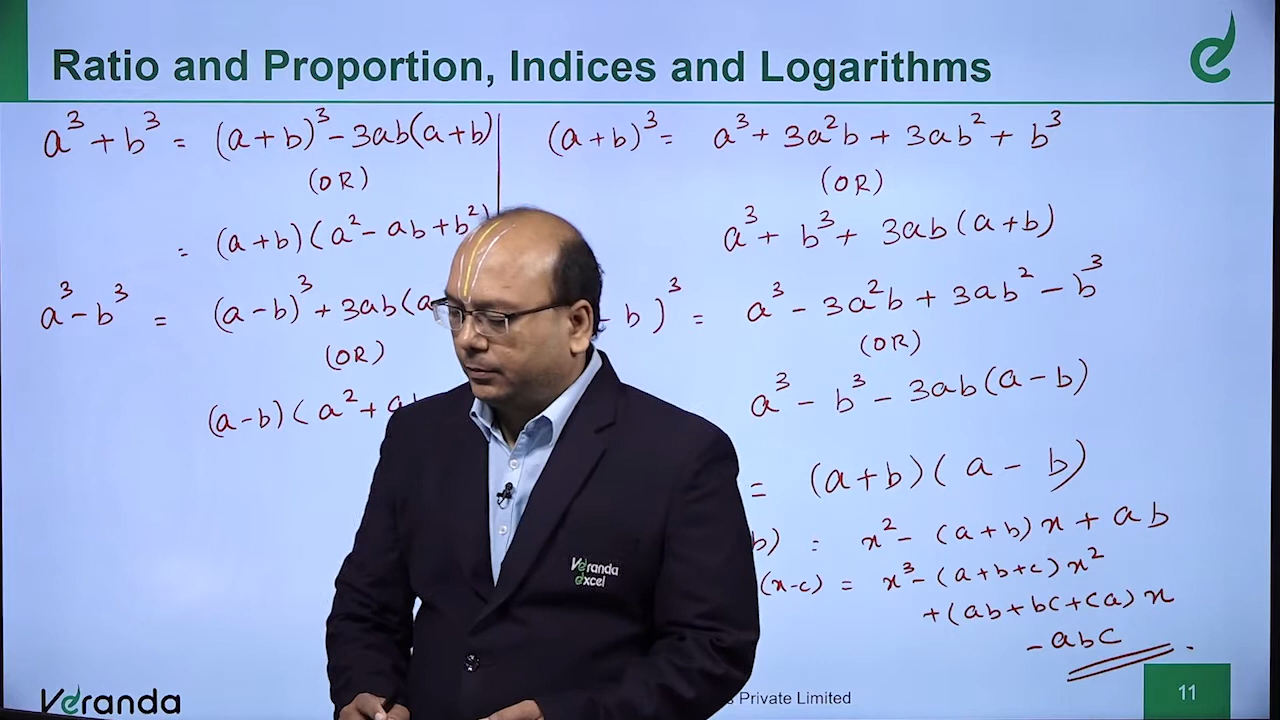 Ratio and Proportion, Indices and Logarithms
a³ + b³ = (a+b)³ - 3ab(a+b)
(OR)
= (a+b)(a² - ab + b²)
a³ - b³ = (a-b)³ + 3ab(a
(OR)
(a-b)(a² + ab
(a+b)³ = a³ + 3a²b + 3ab² + b³
(OR)
a³ + b³ + 3ab(a+b)
- b)³ = a³ - 3a²b + 3ab² - b³
(OR)
a³ - b³ - 3ab(a-b)
= (a+b)(a - b)
b) = x² - (a+b)x + ab
(x-c) = x³ - (a+b+c)x²
+(ab+bc+ca)x
-abc
Veranda
excel
Veranda
s Private Limited
11